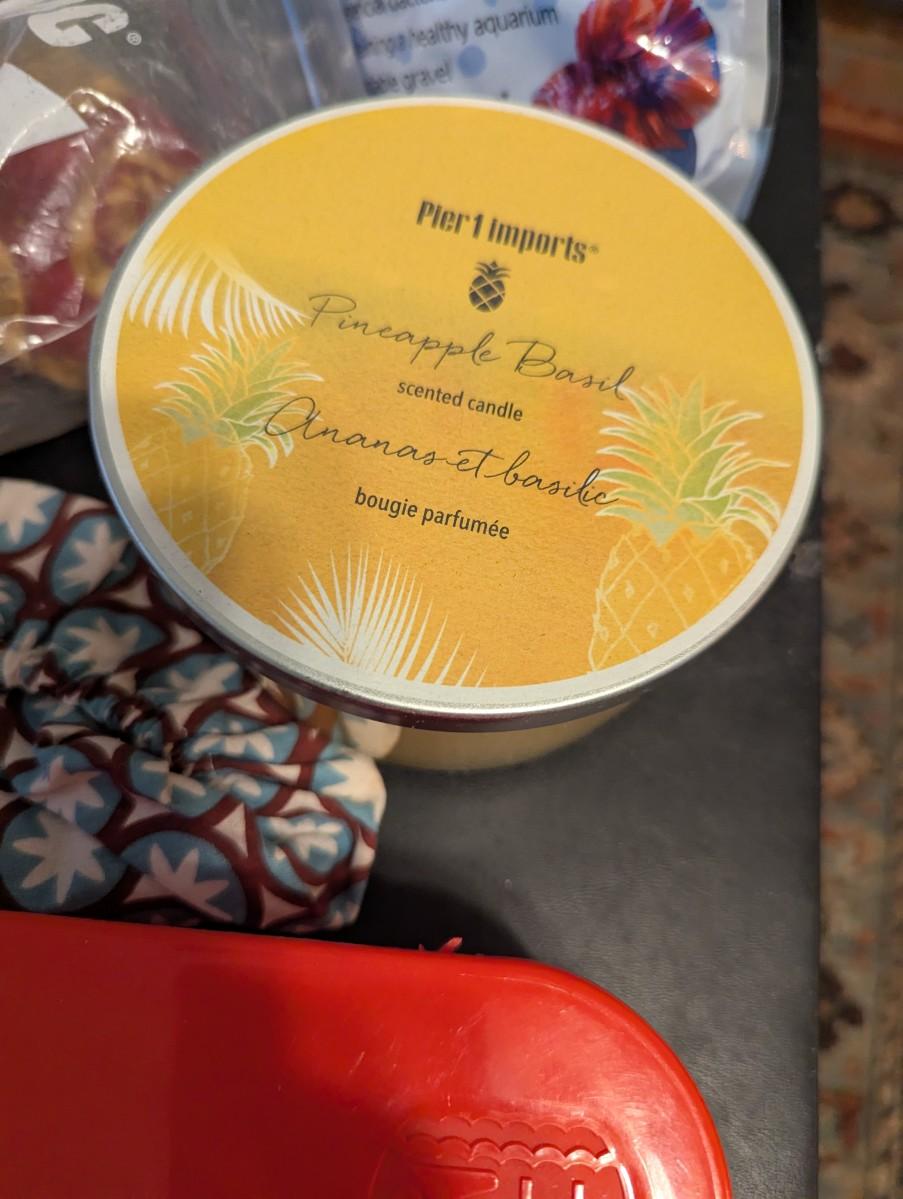 a healthy aquarium
gravel
Pier 1 imports®
Pineapple Basil
scented candle
Ananas et basilic
bougie parfumée